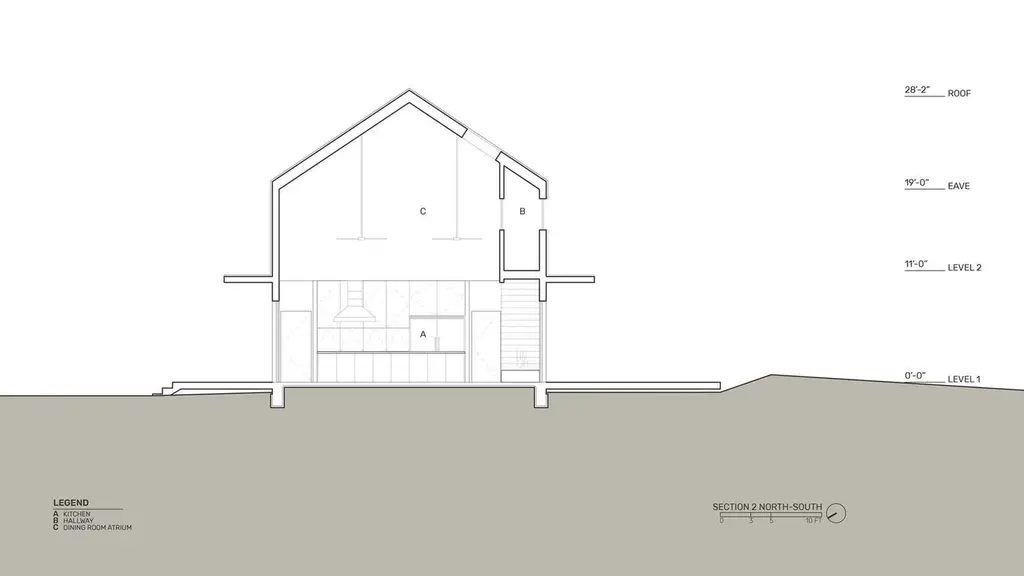 28'-2" ROOF
19'-0" EAVE
C
B
11'-0" LEVEL 2
A
0'-0" LEVEL 1
LEGEND
A KITCHEN
B HALLWAY
C DINING ROOM ATRIUM
SECTION 2 NORTH-SOUTH
0 3 5 10 FT